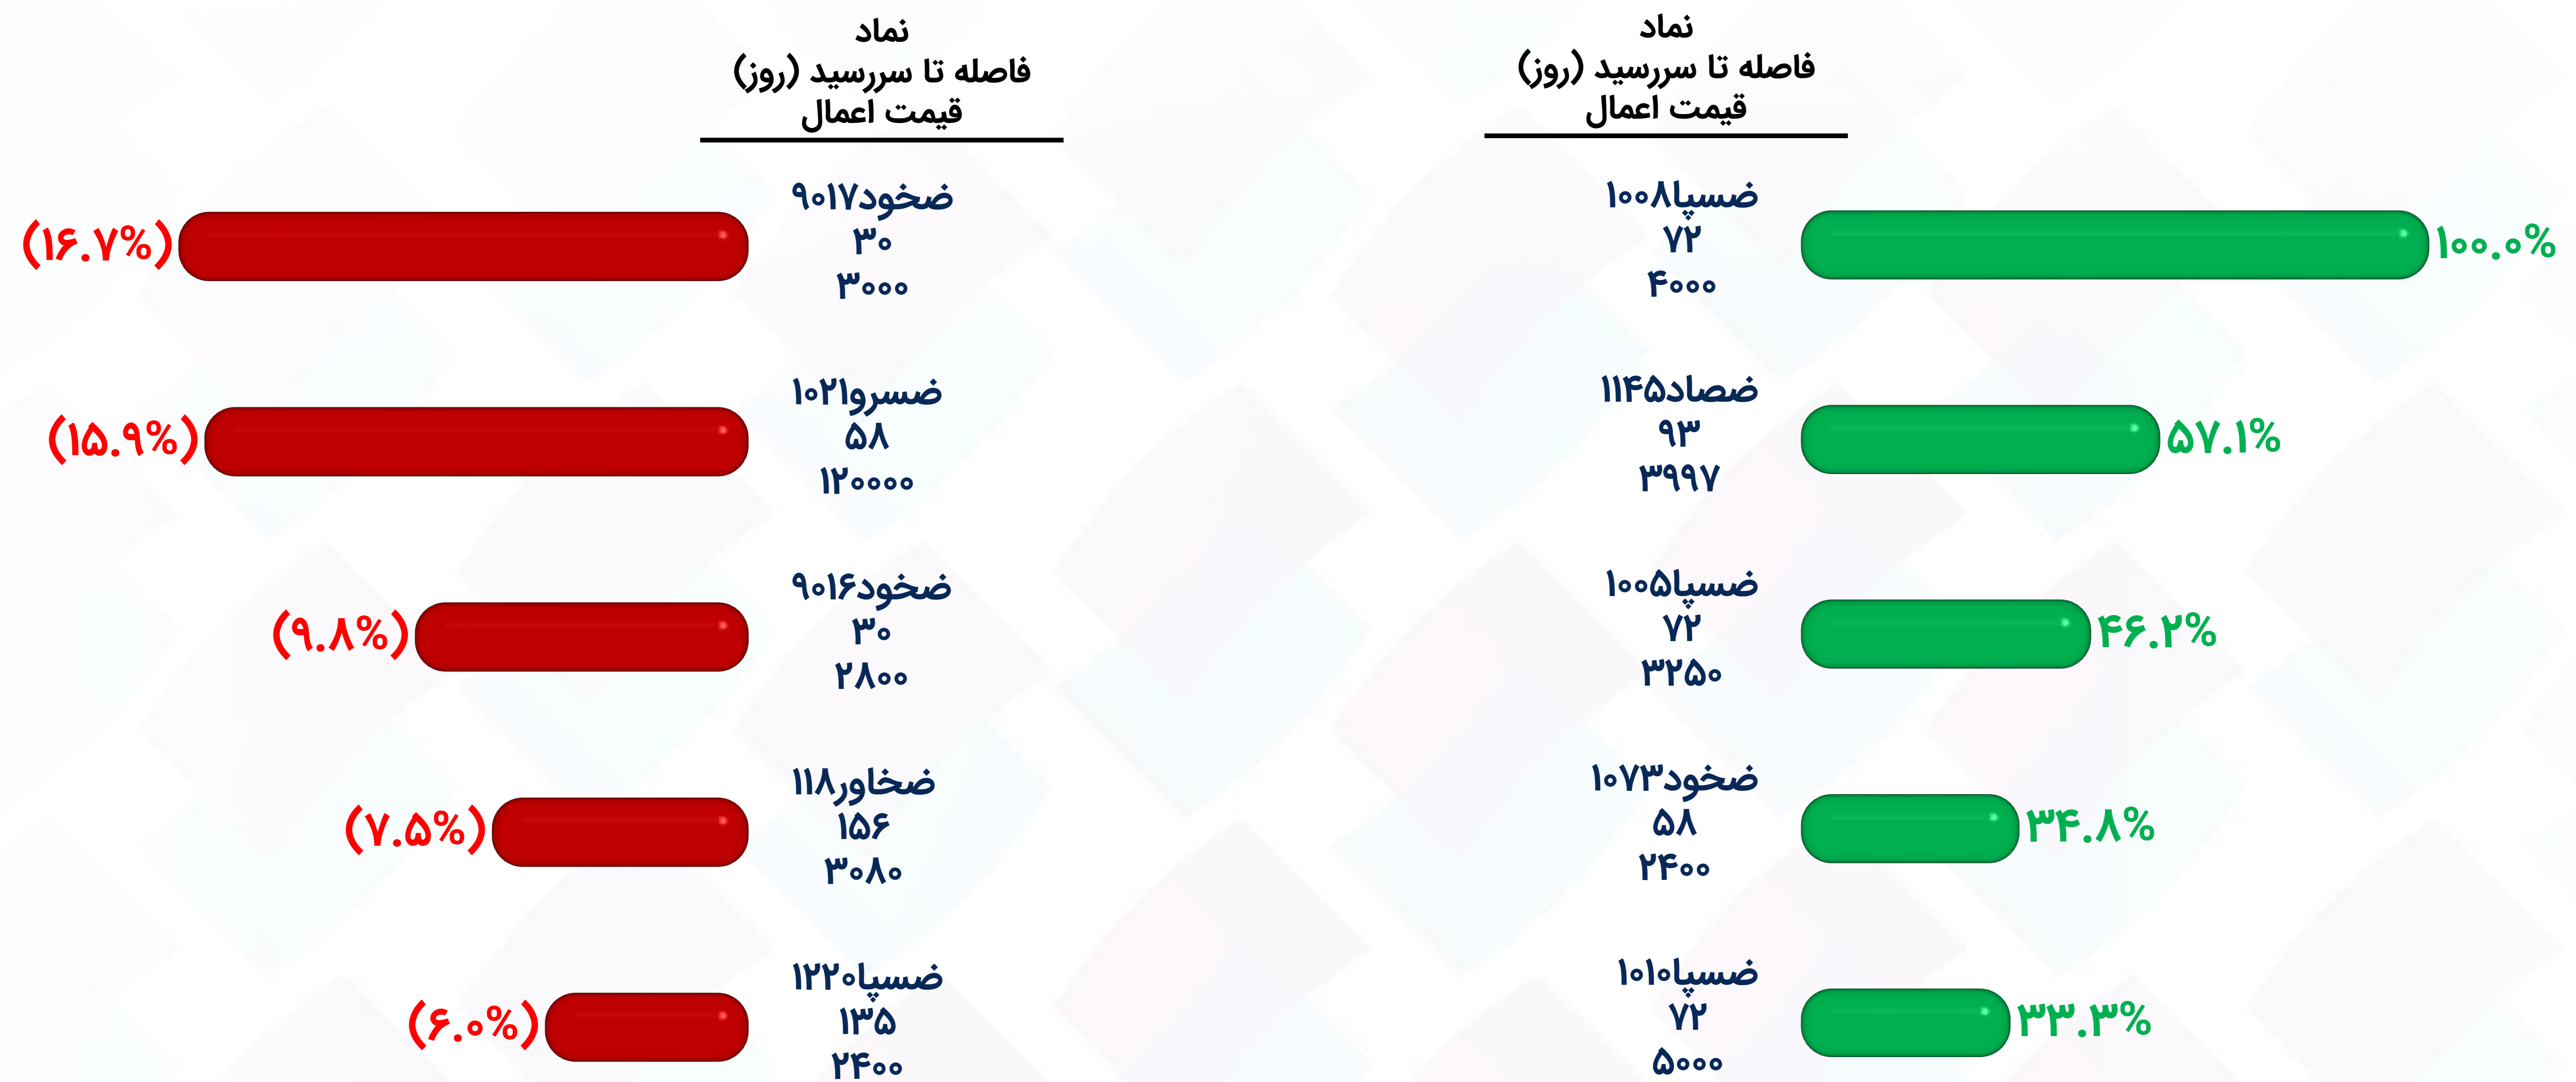 نماد
فاصله تا سررسید (روز)
قیمت اعمال
ضسپا۱۰۰۸
۷۲
۴۰۰۰
۱۰۰.۰%
ضصاد۱۱۴۵
۹۳
۳۹۹۷
۵۷.۱%
ضسپا۱۰۰۵
۷۲
۳۲۵۰
۴۶.۲%
ضخود۱۰۷۳
۵۸
۲۴۰۰
۳۴.۸%
ضسپا۱۰۱۰
۷۲
۵۰۰۰
۳۳.۳%
نماد
فاصله تا سررسید (روز)
قیمت اعمال
ضخود۹۰۱۷
۳۰
۳۰۰۰
(۱۶.۷%)
ضسرو۱۰۲۱
۵۸
۱۲۰۰۰۰
(۱۵.۹%)
ضخود۹۰۱۶
۳۰
۲۸۰۰
(۹.۸%)
ضخاور۱۱۸
۱۵۶
۳۰۸۰
(۷.۵%)
ضسپا۱۲۲۰
۱۳۵
۲۴۰۰
(۶.۰%)